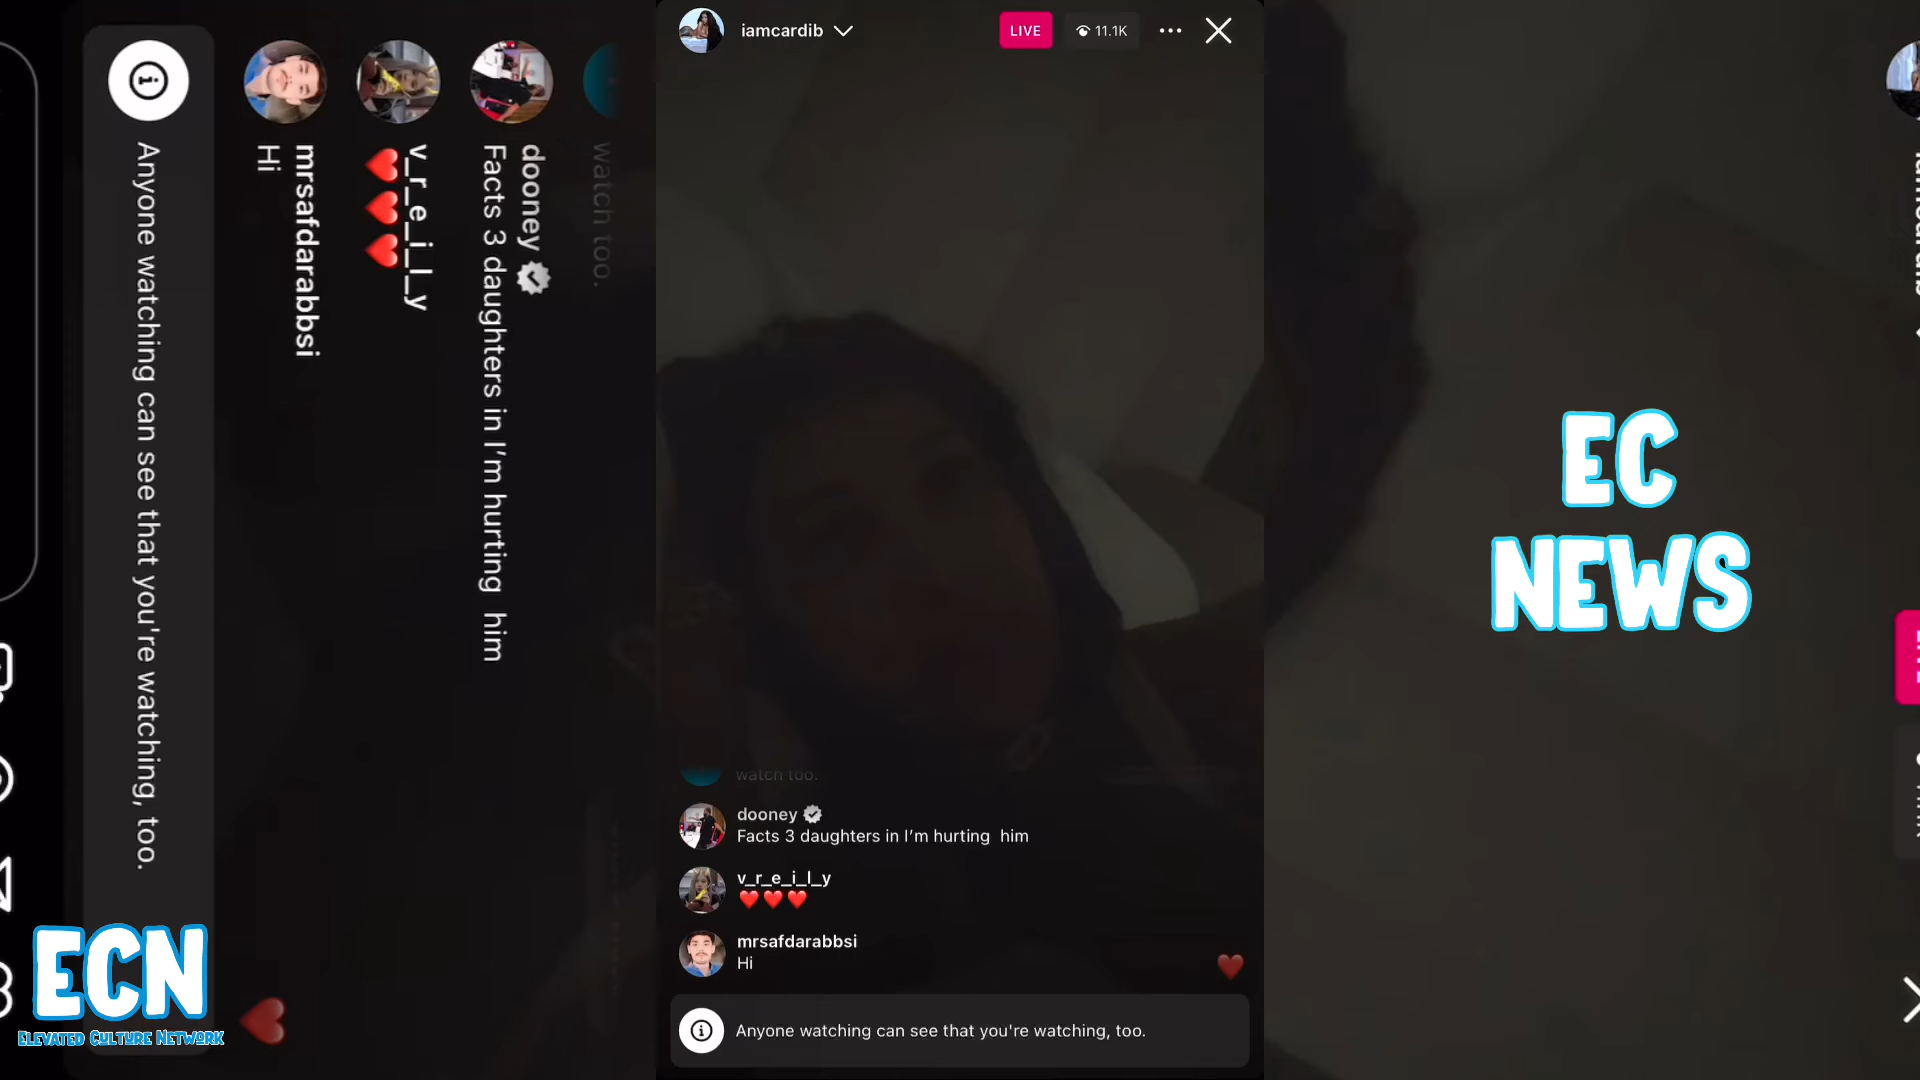 Anyone watching can see that you're watching, too.
mrsafdarabbsi
Hi
v_r_e_i_l_y
dooney
Facts 3 daughters in I'm hurting  him
watch too.
ECN
ELEVATED CULTURE NETWORK
iamcardib
LIVE
11.1K
watch too.
dooney
Facts 3 daughters in I'm hurting  him
v_r_e_i_l_y
mrsafdarabbsi
Hi
Anyone watching can see that you're watching, too.
EC
NEWS